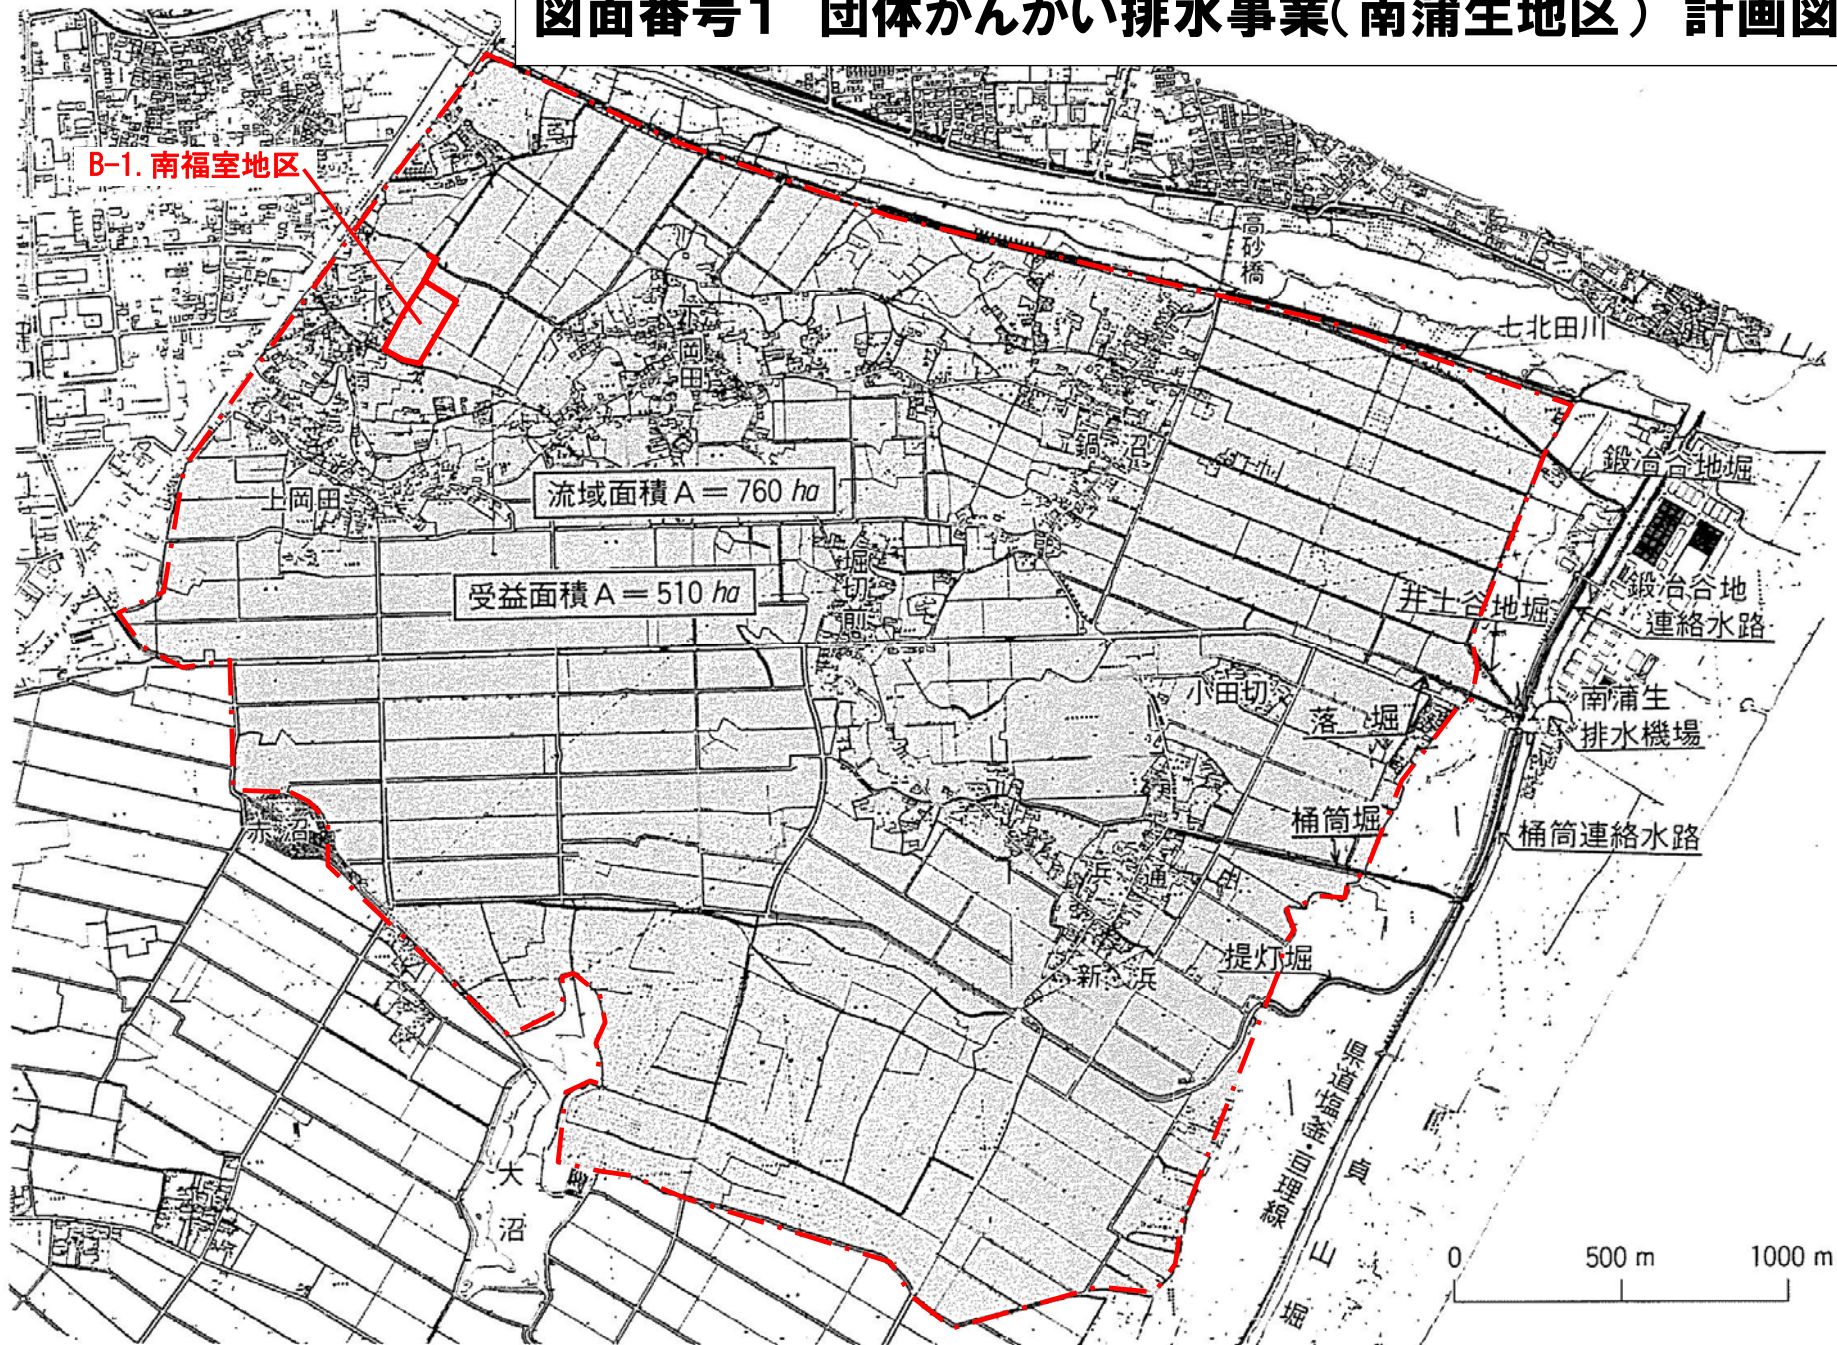 図面番号1　団体かんがい排水事業(南蒲生地区)　計画図
B-1.南福室地区
高砂橋
七北田川
岡田
鍋沼
鍛冶谷地堀
流域面積A＝760 ha
上岡田
堀切前
受益面積A＝510 ha
井土谷地堀
鍛冶谷地
連絡水路
小田切
落堀
南蒲生
排水機場
赤沼
桶筒堀
桶筒連絡水路
浜通
新浜
提灯堀
県道塩釜・亘理線
大沼
貞山堀
0 500 m 1000 m